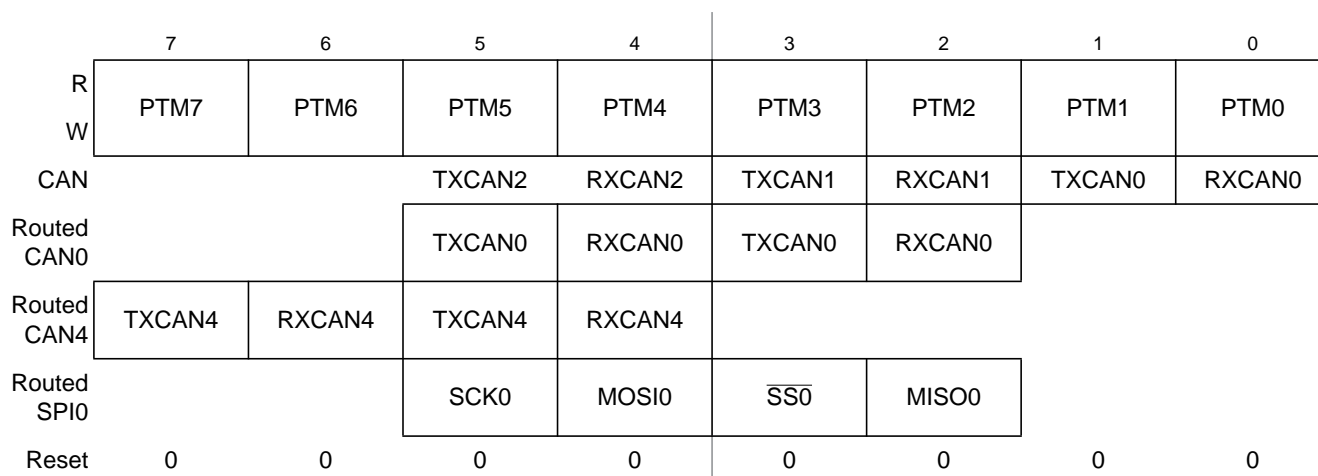 7 6 5 4 3 2 1 0
R
W
PTM7 PTM6 PTM5 PTM4 PTM3 PTM2 PTM1 PTM0
CAN TXCAN2 RXCAN2 TXCAN1 RXCAN1 TXCAN0 RXCAN0
Routed
CAN0 TXCAN0 RXCAN0 TXCAN0 RXCAN0
Routed
CAN4 TXCAN4 RXCAN4 TXCAN4 RXCAN4
Routed
SPI0 SCK0 MOSI0 S̅S̅0̅ MISO0
Reset 0 0 0 0 0 0 0 0